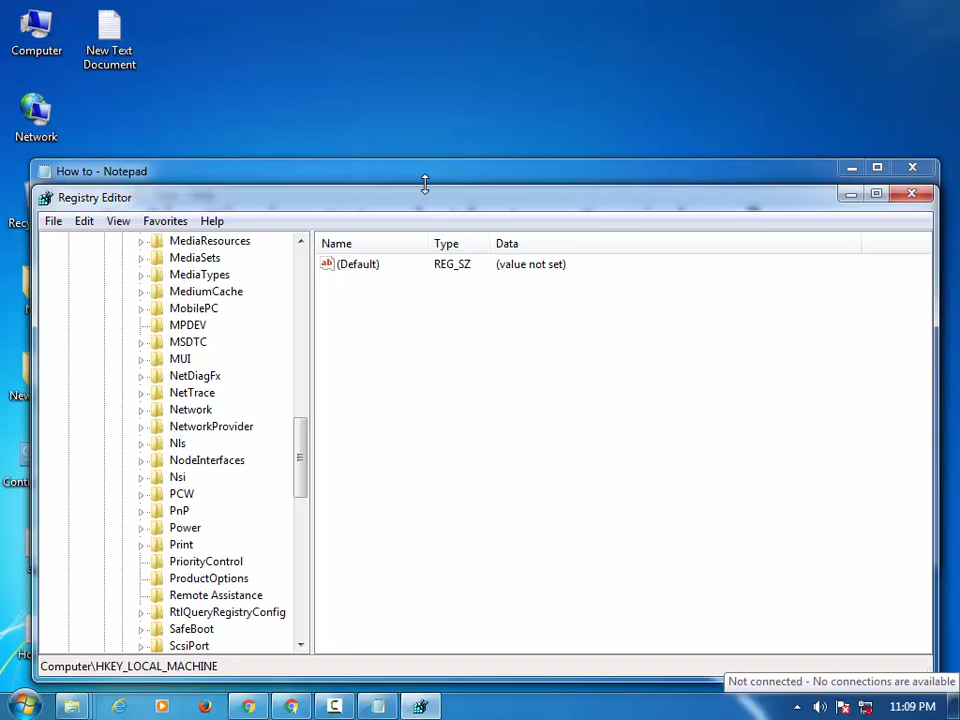 Computer
New Text
Document
Network
How to - Notepad
Registry Editor
File Edit View Favorites Help
Name Type Data
(Default) REG_SZ (value not set)
MediaResources
MediaSets
MediaTypes
MediumCache
MobilePC
MPDEV
MSDTC
MUI
NetDiagFx
NetTrace
Network
NetworkProvider
Nls
NodeInterfaces
Nsi
PCW
PnP
Power
Print
PriorityControl
ProductOptions
Remote Assistance
RtlQueryRegistryConfig
SafeBoot
ScsiPort
Computer\HKEY_LOCAL_MACHINE
Not connected - No connections are available
11:09 PM